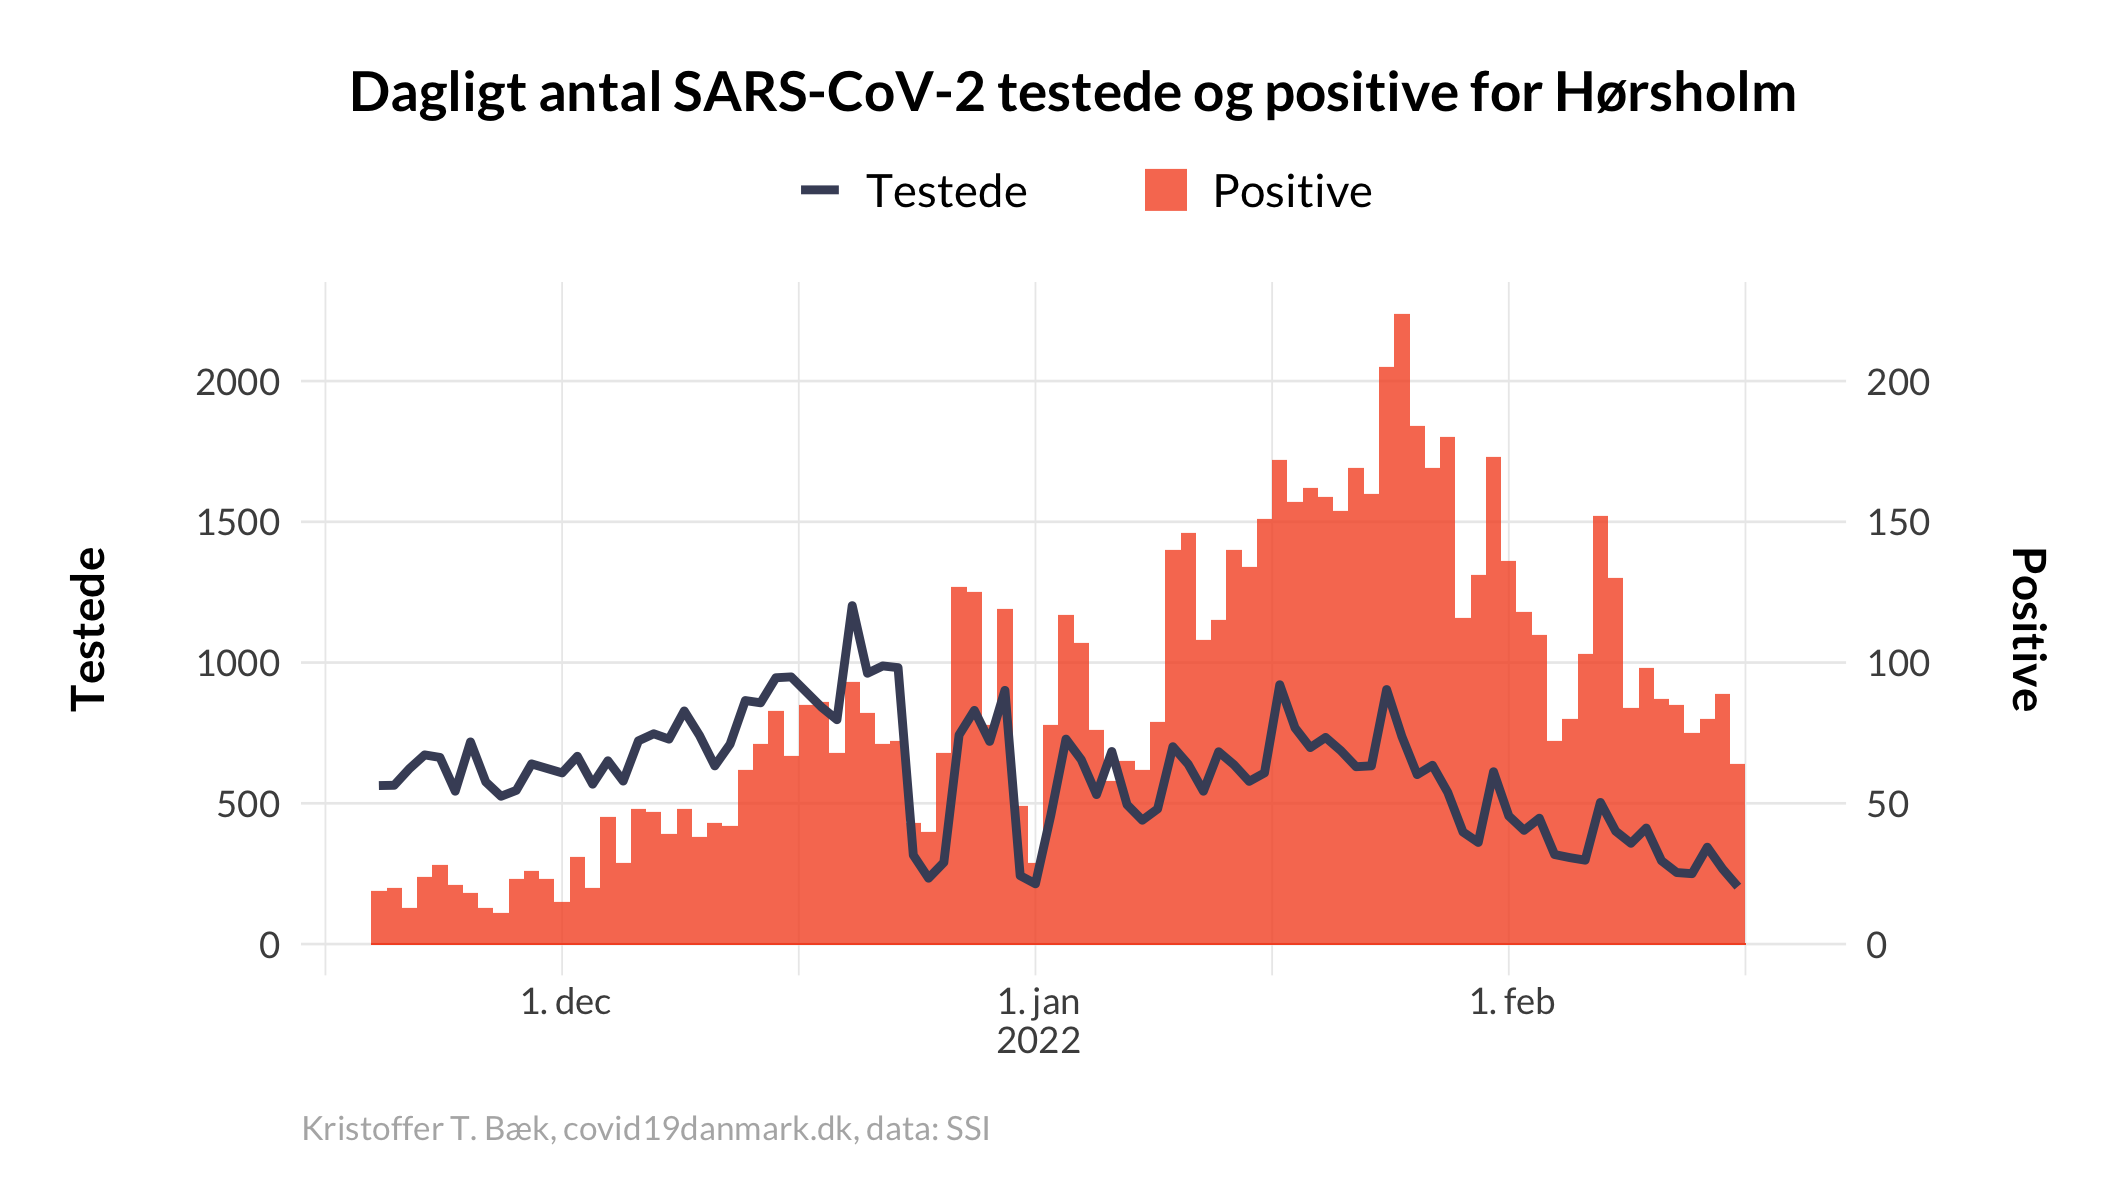 Dagligt antal SARS-CoV-2 testede og positive for Hørsholm
Testede
Positive
2000
1500
1000
500
0
Testede
200
150
100
50
0
Positive
1. dec
1. jan
2022
1. feb
Kristoffer T. Bæk, covid19danmark.dk, data: SSI